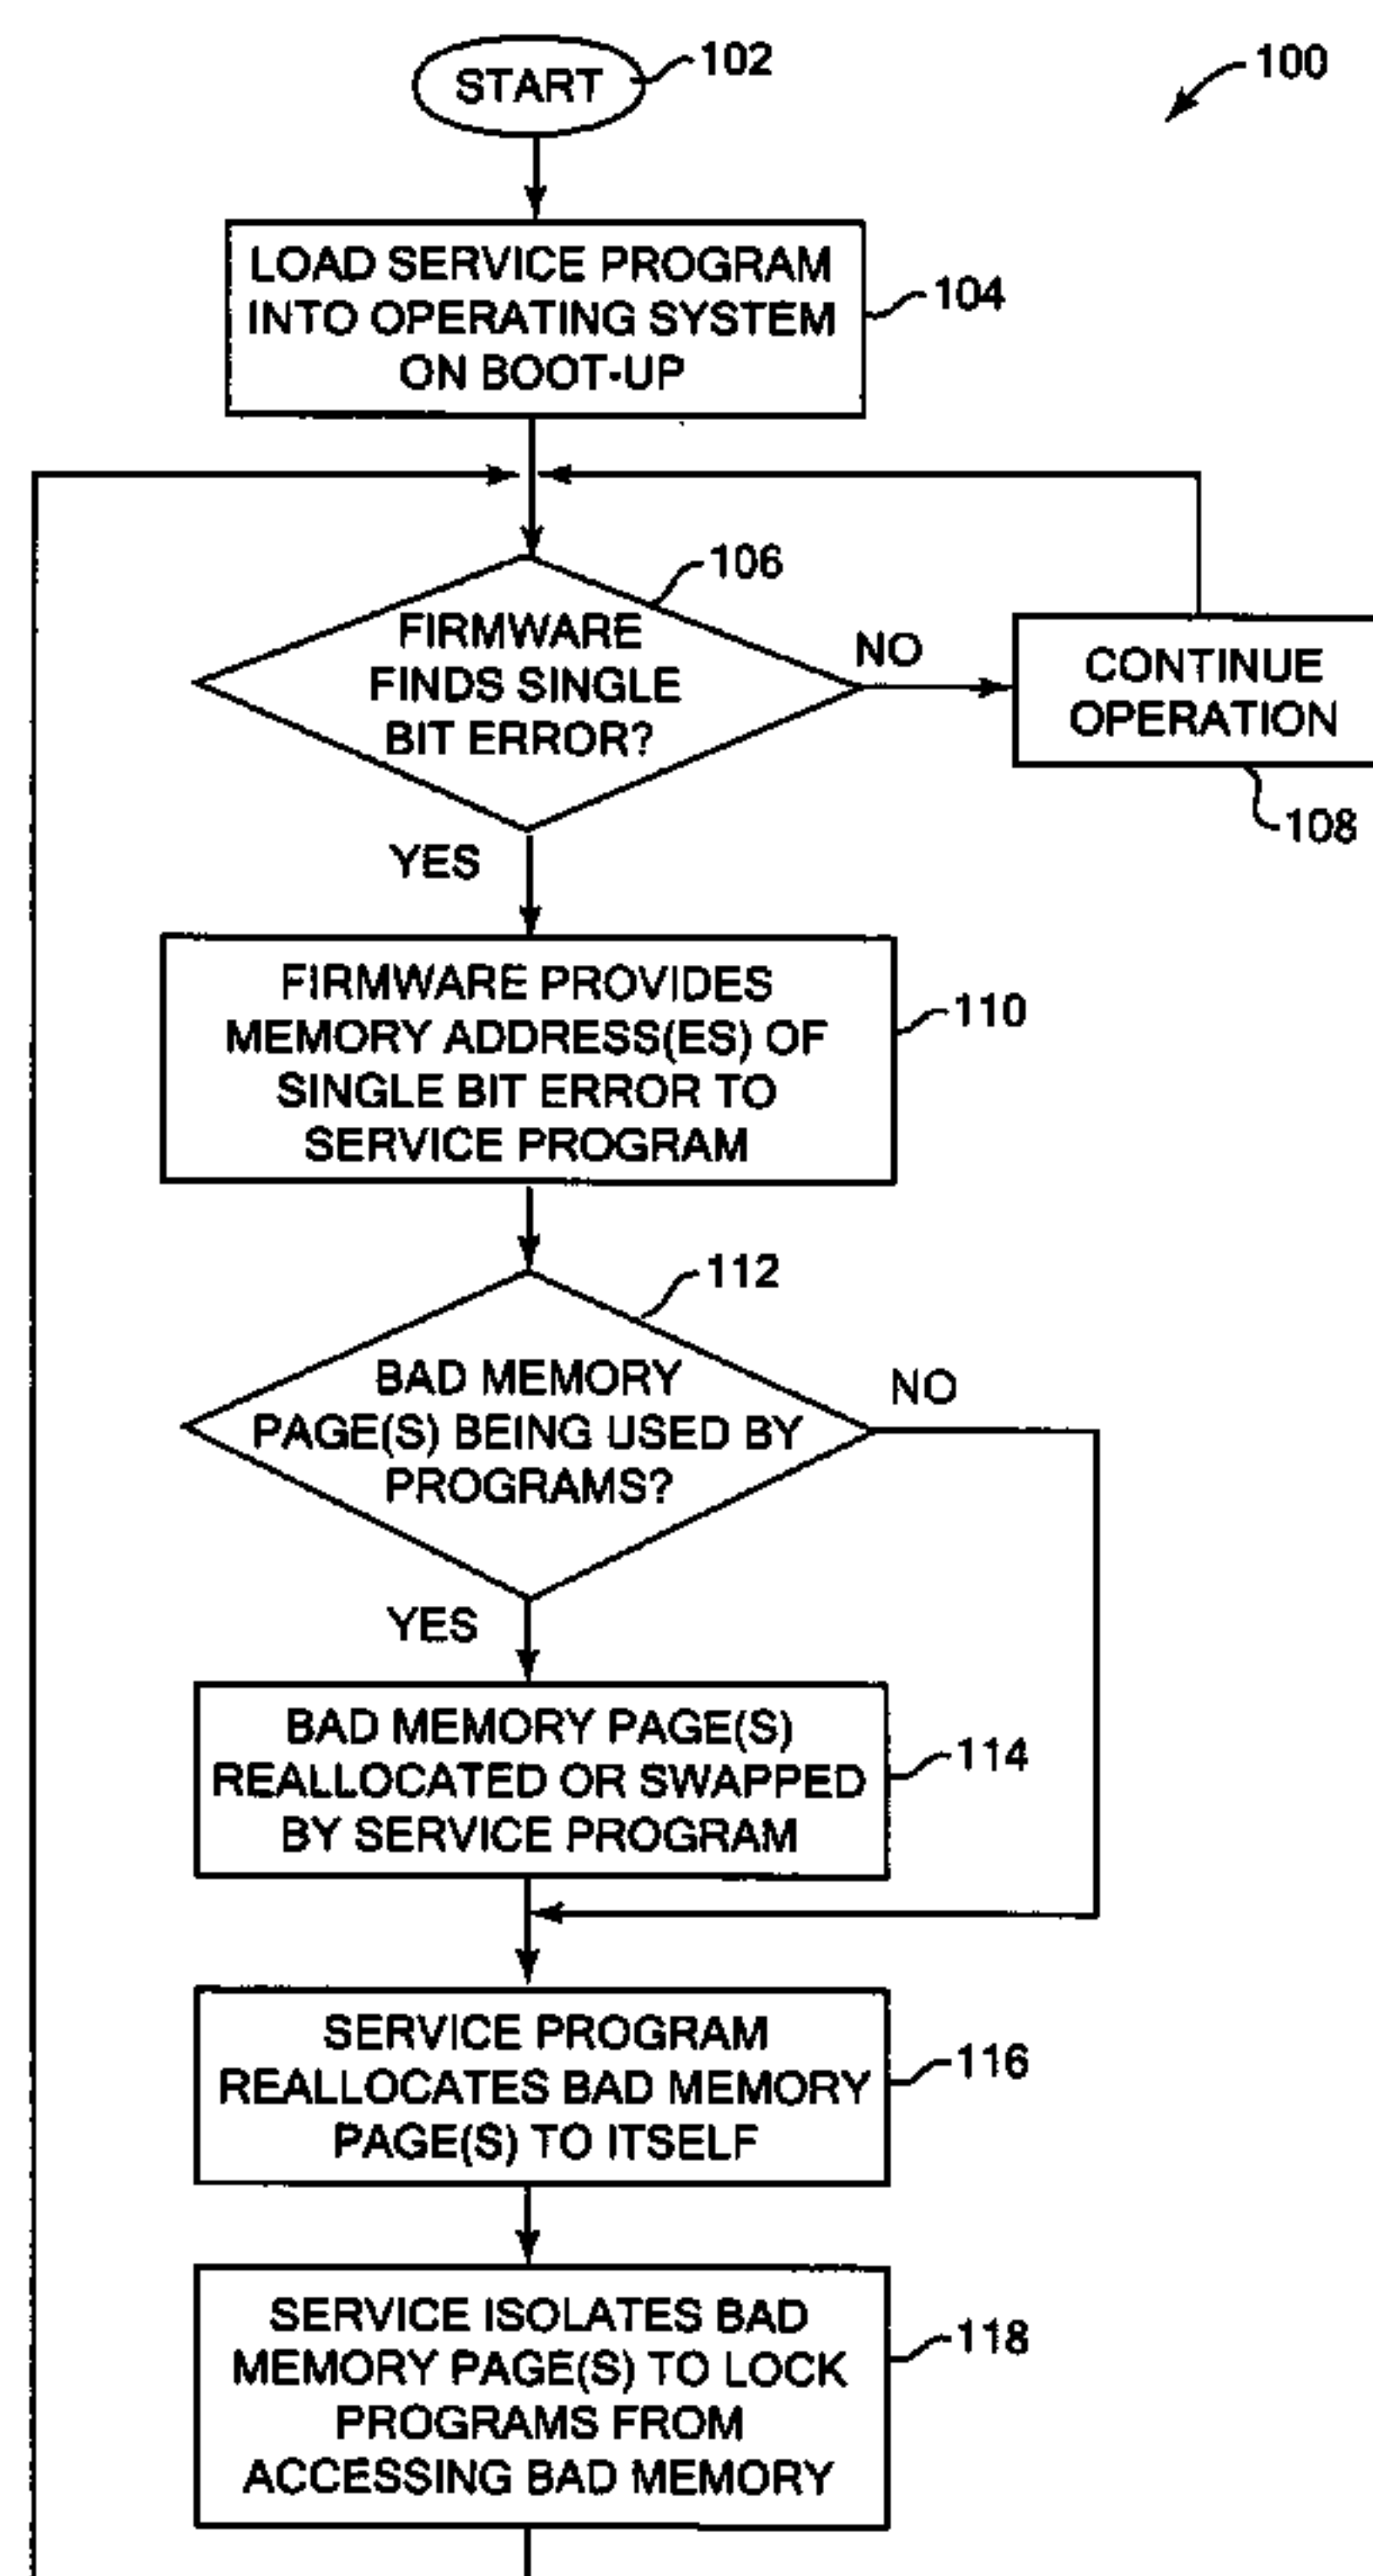 START
102
100
LOAD SERVICE PROGRAM
INTO OPERATING SYSTEM
ON BOOT-UP
104
106
FIRMWARE
FINDS SINGLE
BIT ERROR?
NO
CONTINUE
OPERATION
108
YES
FIRMWARE PROVIDES
MEMORY ADDRESS(ES) OF
SINGLE BIT ERROR TO
SERVICE PROGRAM
110
112
BAD MEMORY
PAGE(S) BEING USED BY
PROGRAMS?
NO
YES
BAD MEMORY PAGE(S)
REALLOCATED OR SWAPPED
BY SERVICE PROGRAM
114
SERVICE PROGRAM
REALLOCATES BAD MEMORY
PAGE(S) TO ITSELF
116
SERVICE ISOLATES BAD
MEMORY PAGE(S) TO LOCK
PROGRAMS FROM
ACCESSING BAD MEMORY
118